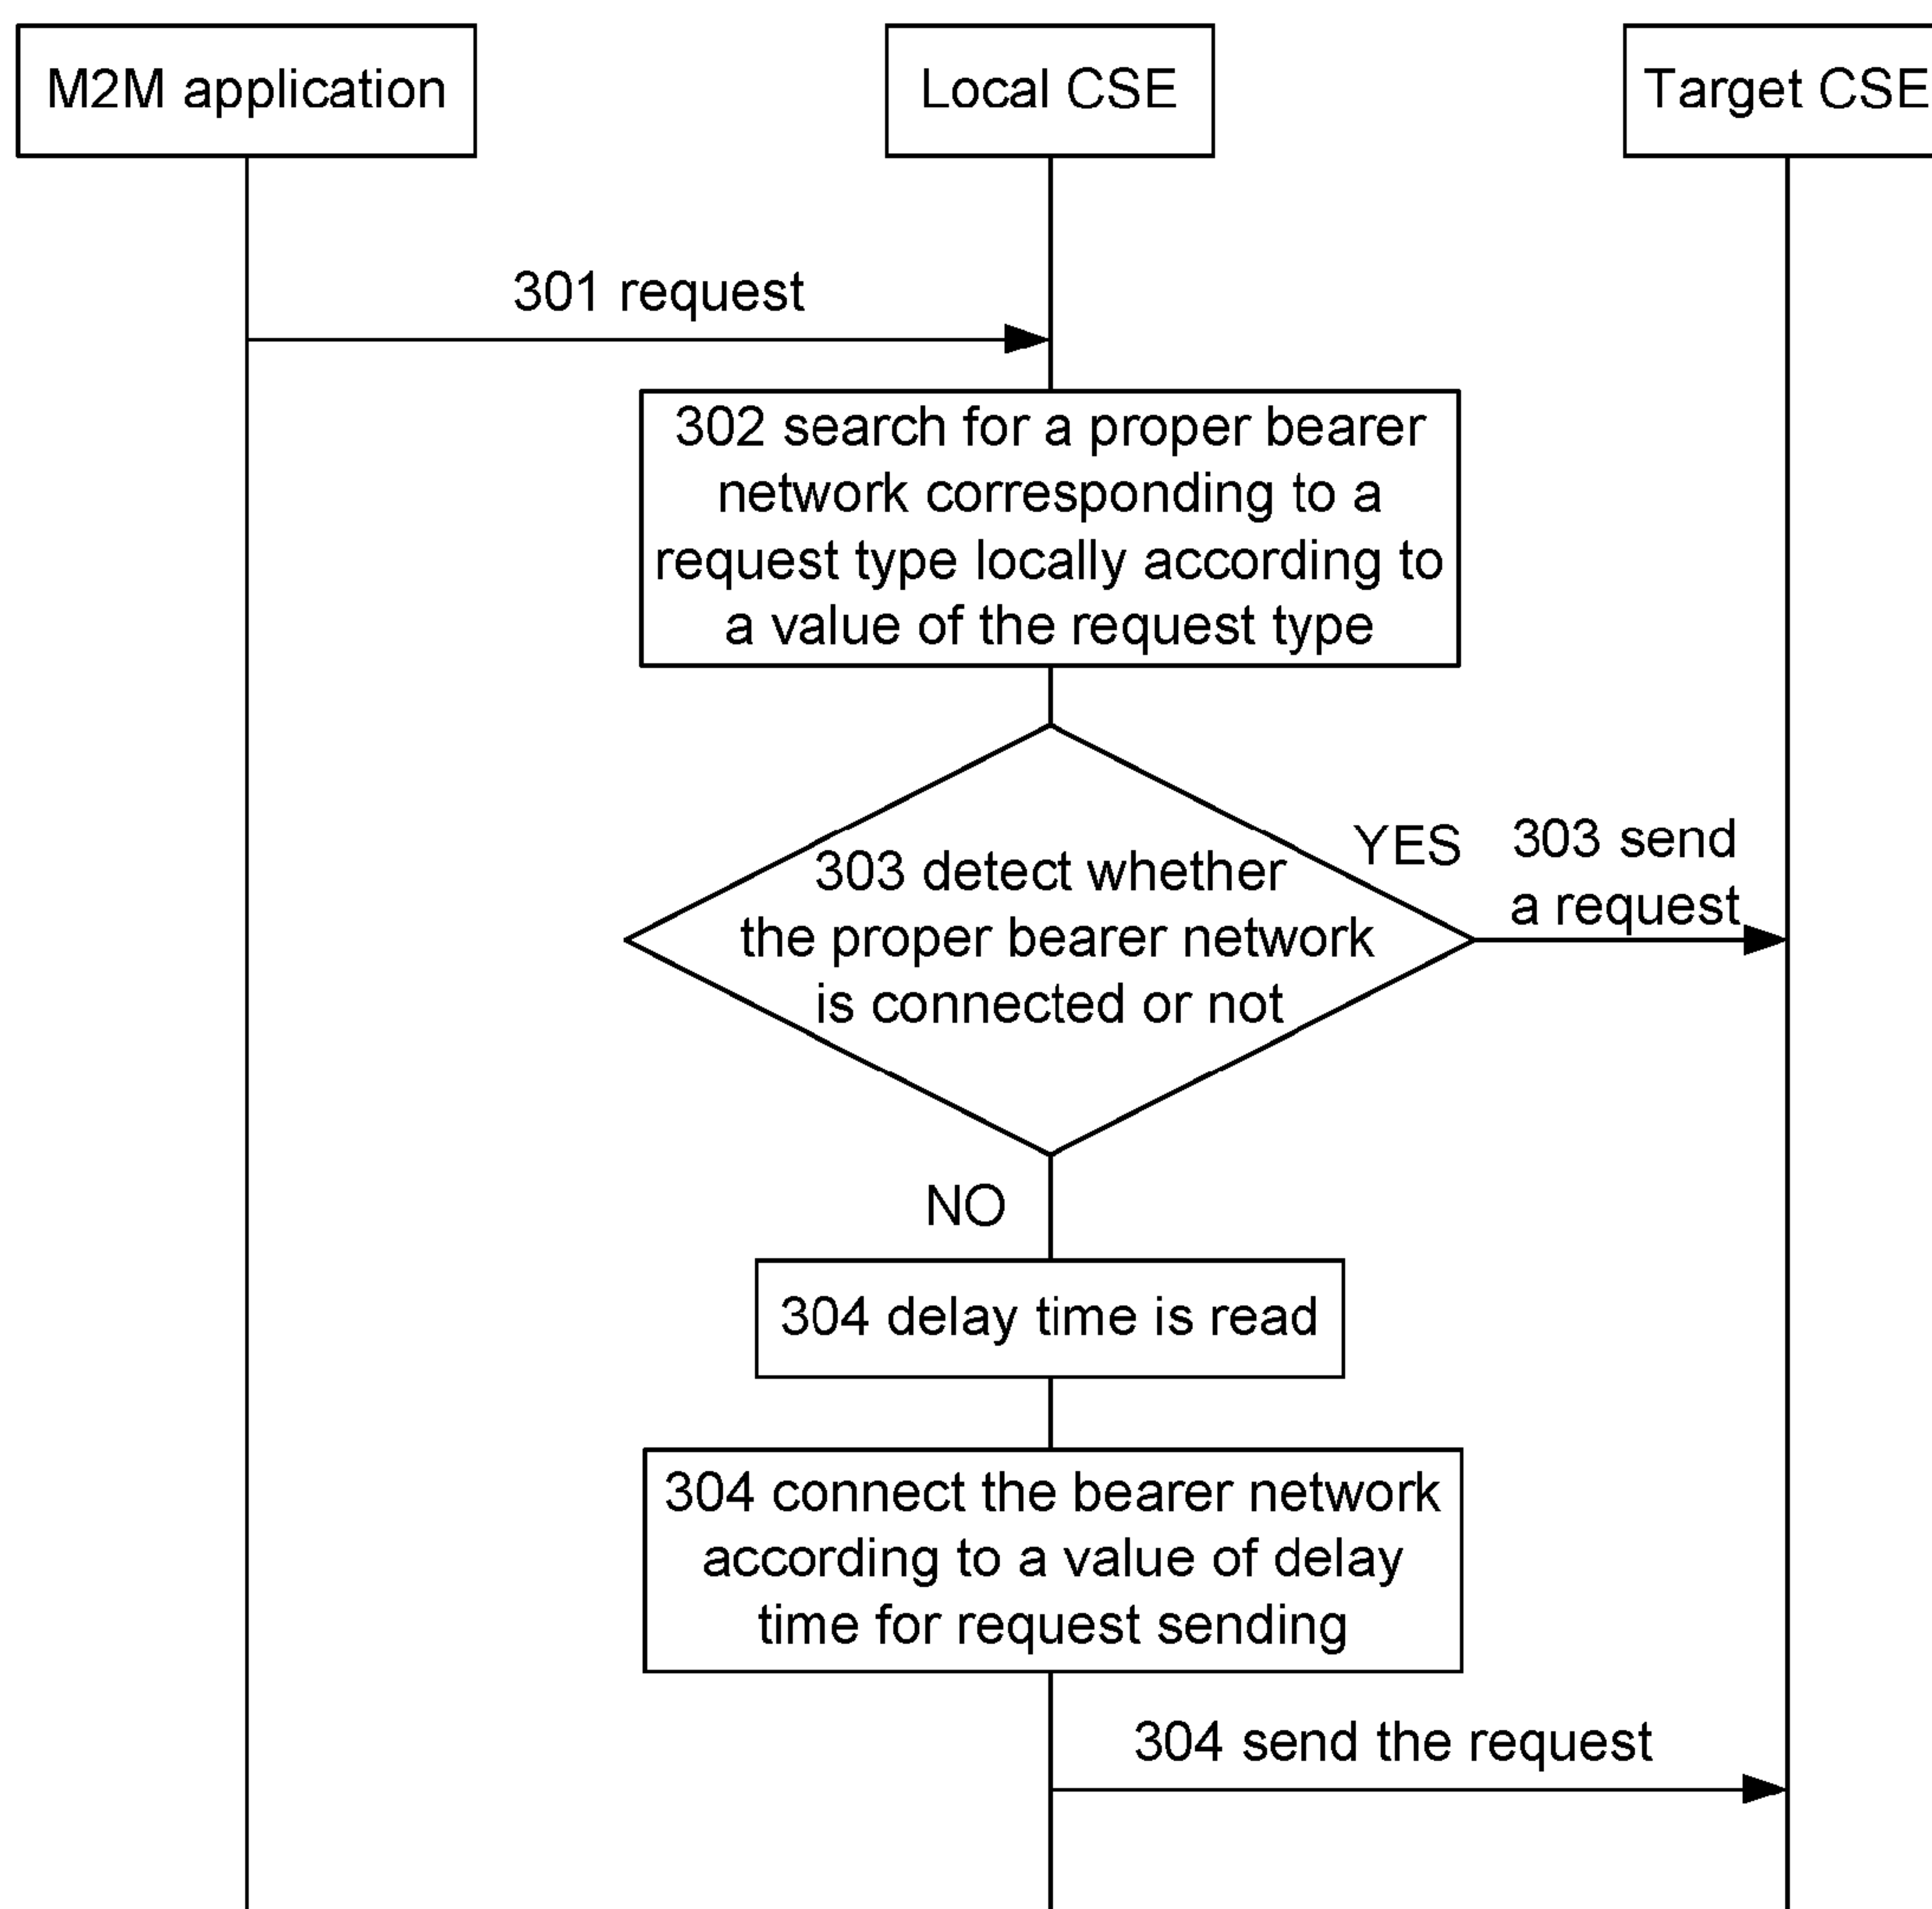 M2M application
Local CSE
Target CSE
301 request
302 search for a proper bearer
network corresponding to a
request type locally according to
a value of the request type
303 detect whether
the proper bearer network
is connected or not
YES
303 send
a request
NO
304 delay time is read
304 connect the bearer network
according to a value of delay
time for request sending
304 send the request